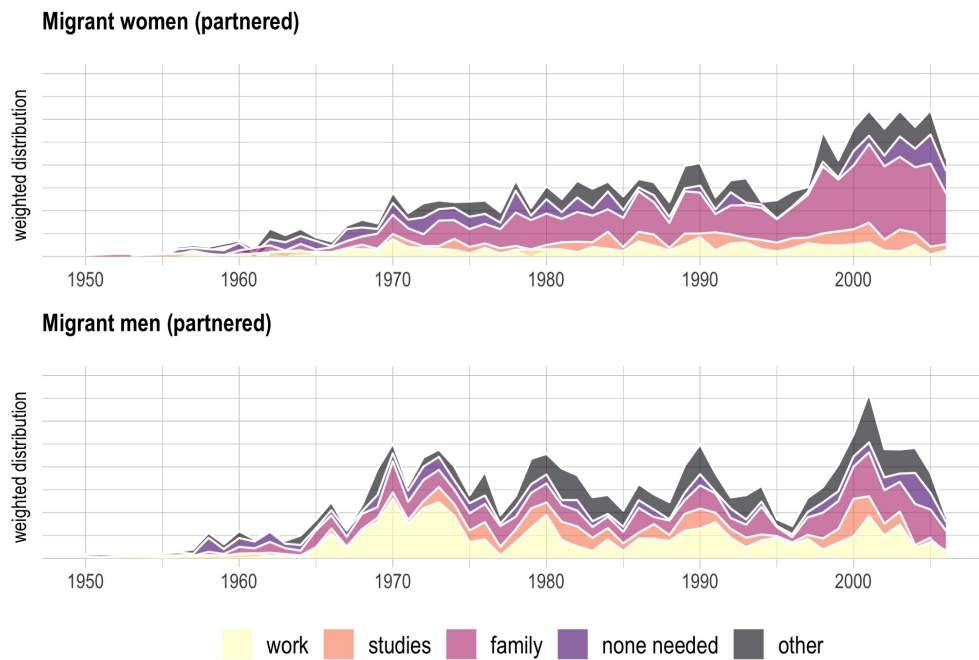 Migrant women (partnered)
weighted distribution
1950 1960 1970 1980 1990 2000
Migrant men (partnered)
weighted distribution
1950 1960 1970 1980 1990 2000
work studies family none needed other